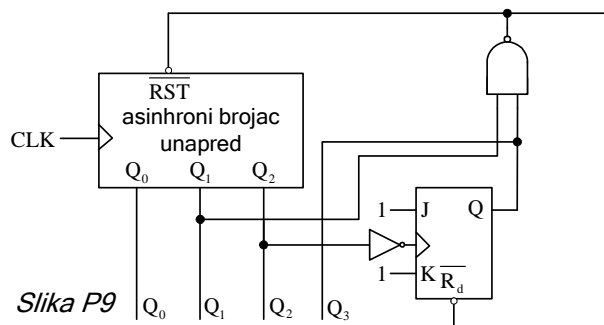 RST
asinhroni brojac
CLK
unapred
Q0 Q1 Q2
1 J Q
1 K Rd
Slika P9 Q0 Q1 Q2 Q3